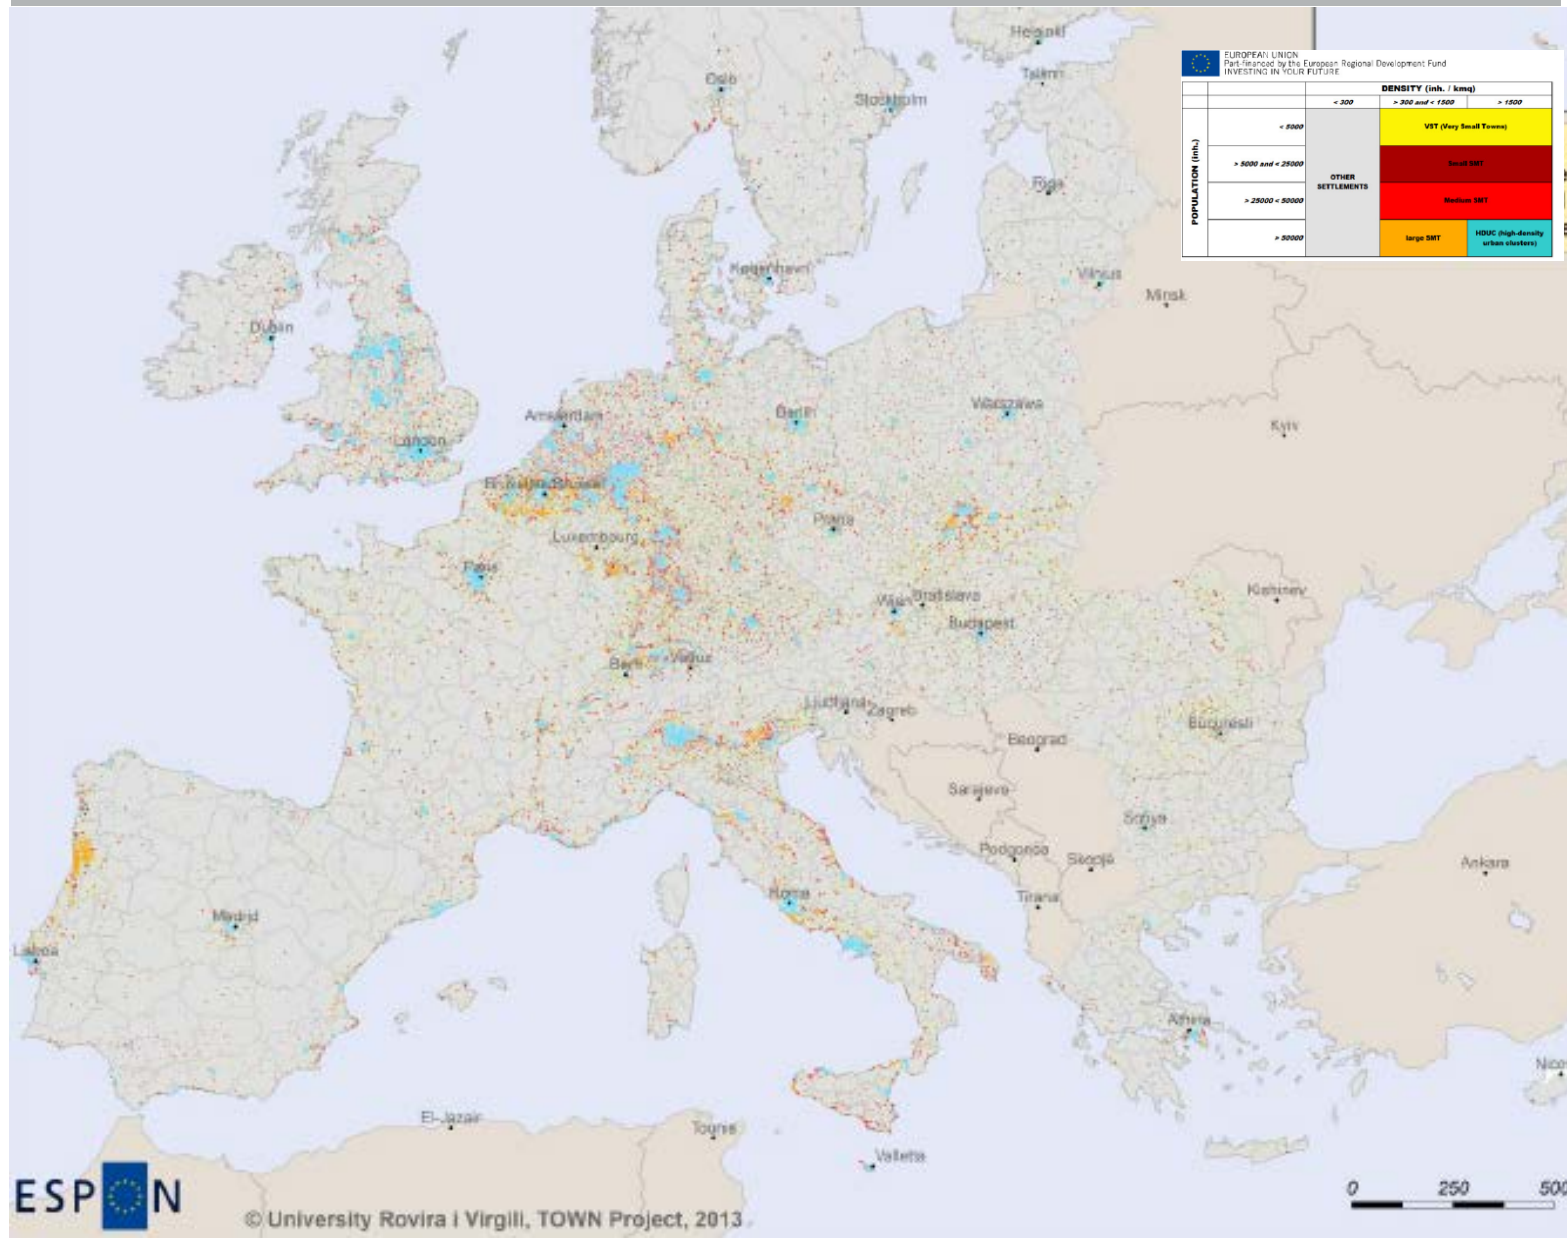 EUROPEAN UNION
Part-financed by the European Regional Development Fund
INVESTING IN YOUR FUTURE
DENSITY (inh. / kmq)
< 300
> 300 and < 1500
> 1500
POPULATION (inh.)
< 5000
OTHER SETTLEMENTS
VST (Very Small Towns)
> 5000 and < 25000
Small SMT
> 25000 < 50000
Medium SMT
> 50000
large SMT
HDUC (high-density
urban clusters)
Helsinki
Oslo
Tallinn
Stockholm
Riga
København
Vilnius
Minsk
Dublin
Amsterdam
Berlin
Warszawa
Kyiv
London
Praha
Luxembourg
Paris
Wien
Bratislava
Kishinev
Budapest
Bern
Vaduz
Ljubljana
Zagreb
Bucuresti
Beograd
Sarajevo
Sofiya
Podgorica
Skopje
Ankara
Roma
Tirana
Madrid
Lisboa
Athina
Nico
El-Jazair
Tounis
Valletta
ESPON
© University Rovira i Virgili, TOWN Project, 2013
0 250 500